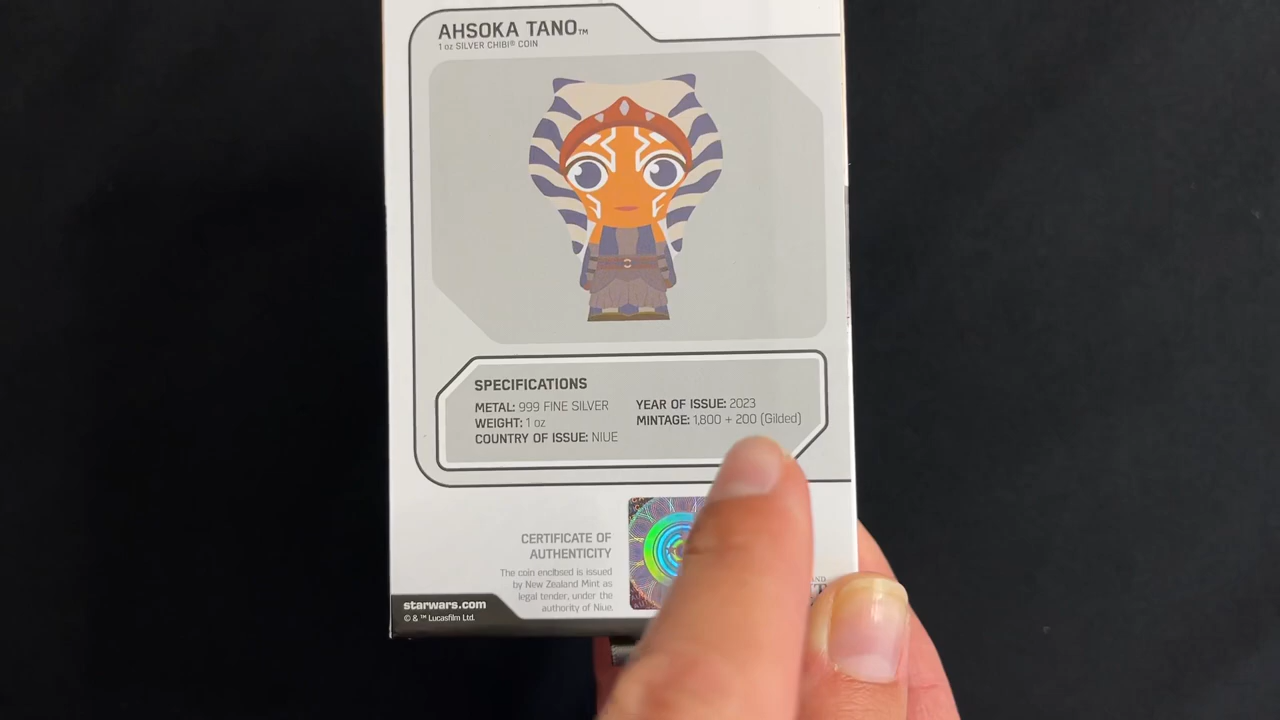 AHSOKA TANO™
1 oz SILVER CHIBI® COIN
SPECIFICATIONS
METAL: 999 FINE SILVER
WEIGHT: 1 oz
COUNTRY OF ISSUE: NIUE
YEAR OF ISSUE: 2023
MINTAGE: 1,800 + 200 (Gilded)
CERTIFICATE OF
AUTHENTICITY
The coin enclosed is issued
by New Zealand Mint as
legal tender, under the
authority of Niue.
starwars.com
© & ™ Lucasfilm Ltd.